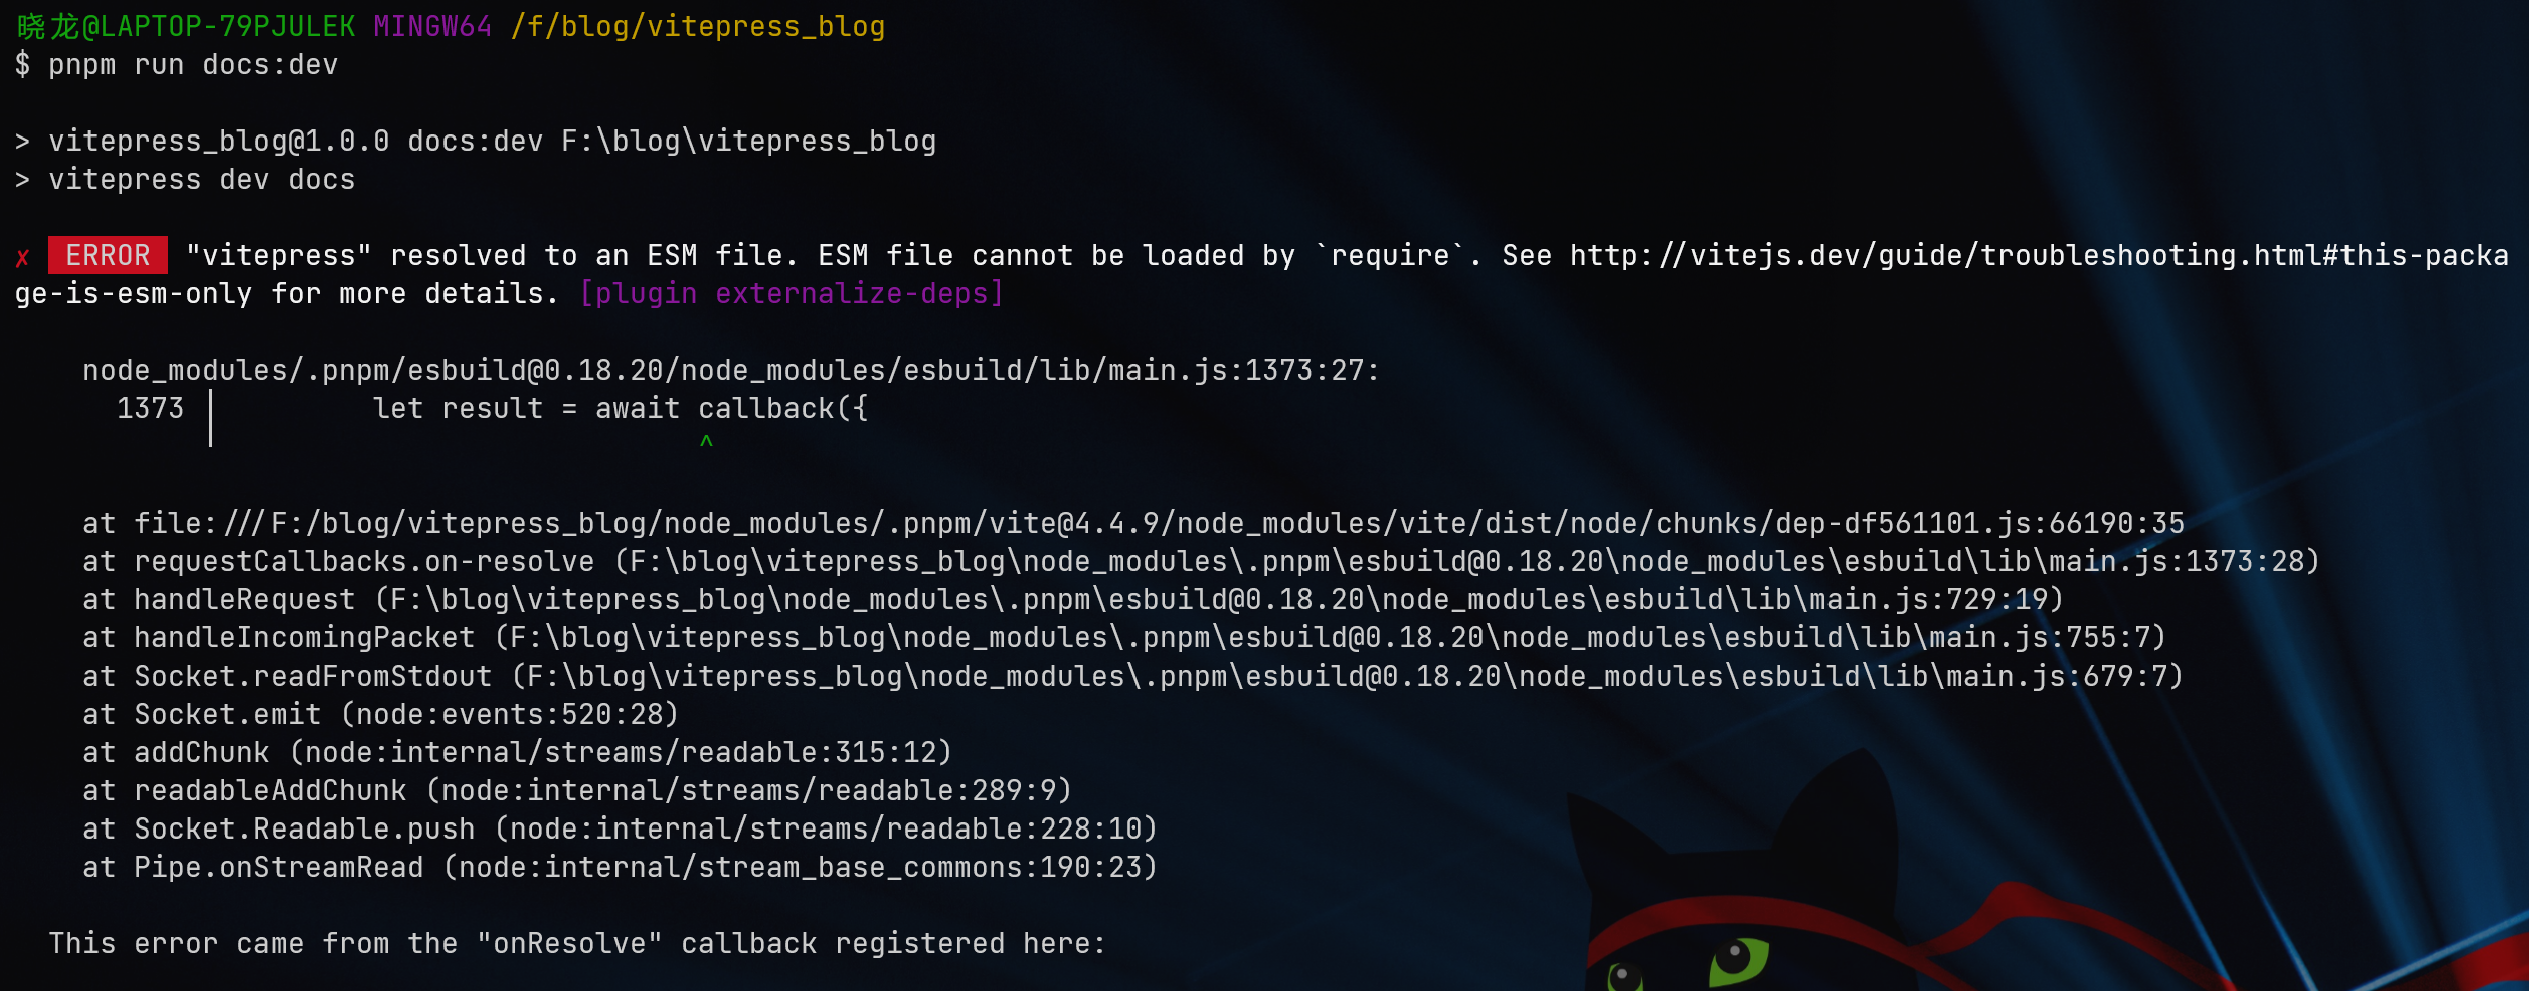 晓龙@LAPTOP-79PJULEK MINGW64 /f/blog/vitepress_blog
$ pnpm run docs:dev
> vitepress_blog@1.0.0 docs:dev F:\blog\vitepress_blog
> vitepress dev docs
✗ ERROR "vitepress" resolved to an ESM file. ESM file cannot be loaded by `require`. See http://vitejs.dev/guide/troubleshooting.html#this-packa
ge-is-esm-only for more details. [plugin externalize-deps]
node_modules/.pnpm/esbuild@0.18.20/node_modules/esbuild/lib/main.js:1373:27:
1373 │ let result = await callback({
^
at file:///F:/blog/vitepress_blog/node_modules/.pnpm/vite@4.4.9/node_modules/vite/dist/node/chunks/dep-df561101.js:66190:35
at requestCallbacks.on-resolve (F:\blog\vitepress_blog\node_modules\.pnpm\esbuild@0.18.20\node_modules\esbuild\lib\main.js:1373:28)
at handleRequest (F:\blog\vitepress_blog\node_modules\.pnpm\esbuild@0.18.20\node_modules\esbuild\lib\main.js:729:19)
at handleIncomingPacket (F:\blog\vitepress_blog\node_modules\.pnpm\esbuild@0.18.20\node_modules\esbuild\lib\main.js:755:7)
at Socket.readFromStdout (F:\blog\vitepress_blog\node_modules\.pnpm\esbuild@0.18.20\node_modules\esbuild\lib\main.js:679:7)
at Socket.emit (node:events:520:28)
at addChunk (node:internal/streams/readable:315:12)
at readableAddChunk (node:internal/streams/readable:289:9)
at Socket.Readable.push (node:internal/streams/readable:228:10)
at Pipe.onStreamRead (node:internal/stream_base_commons:190:23)
This error came from the "onResolve" callback registered here: